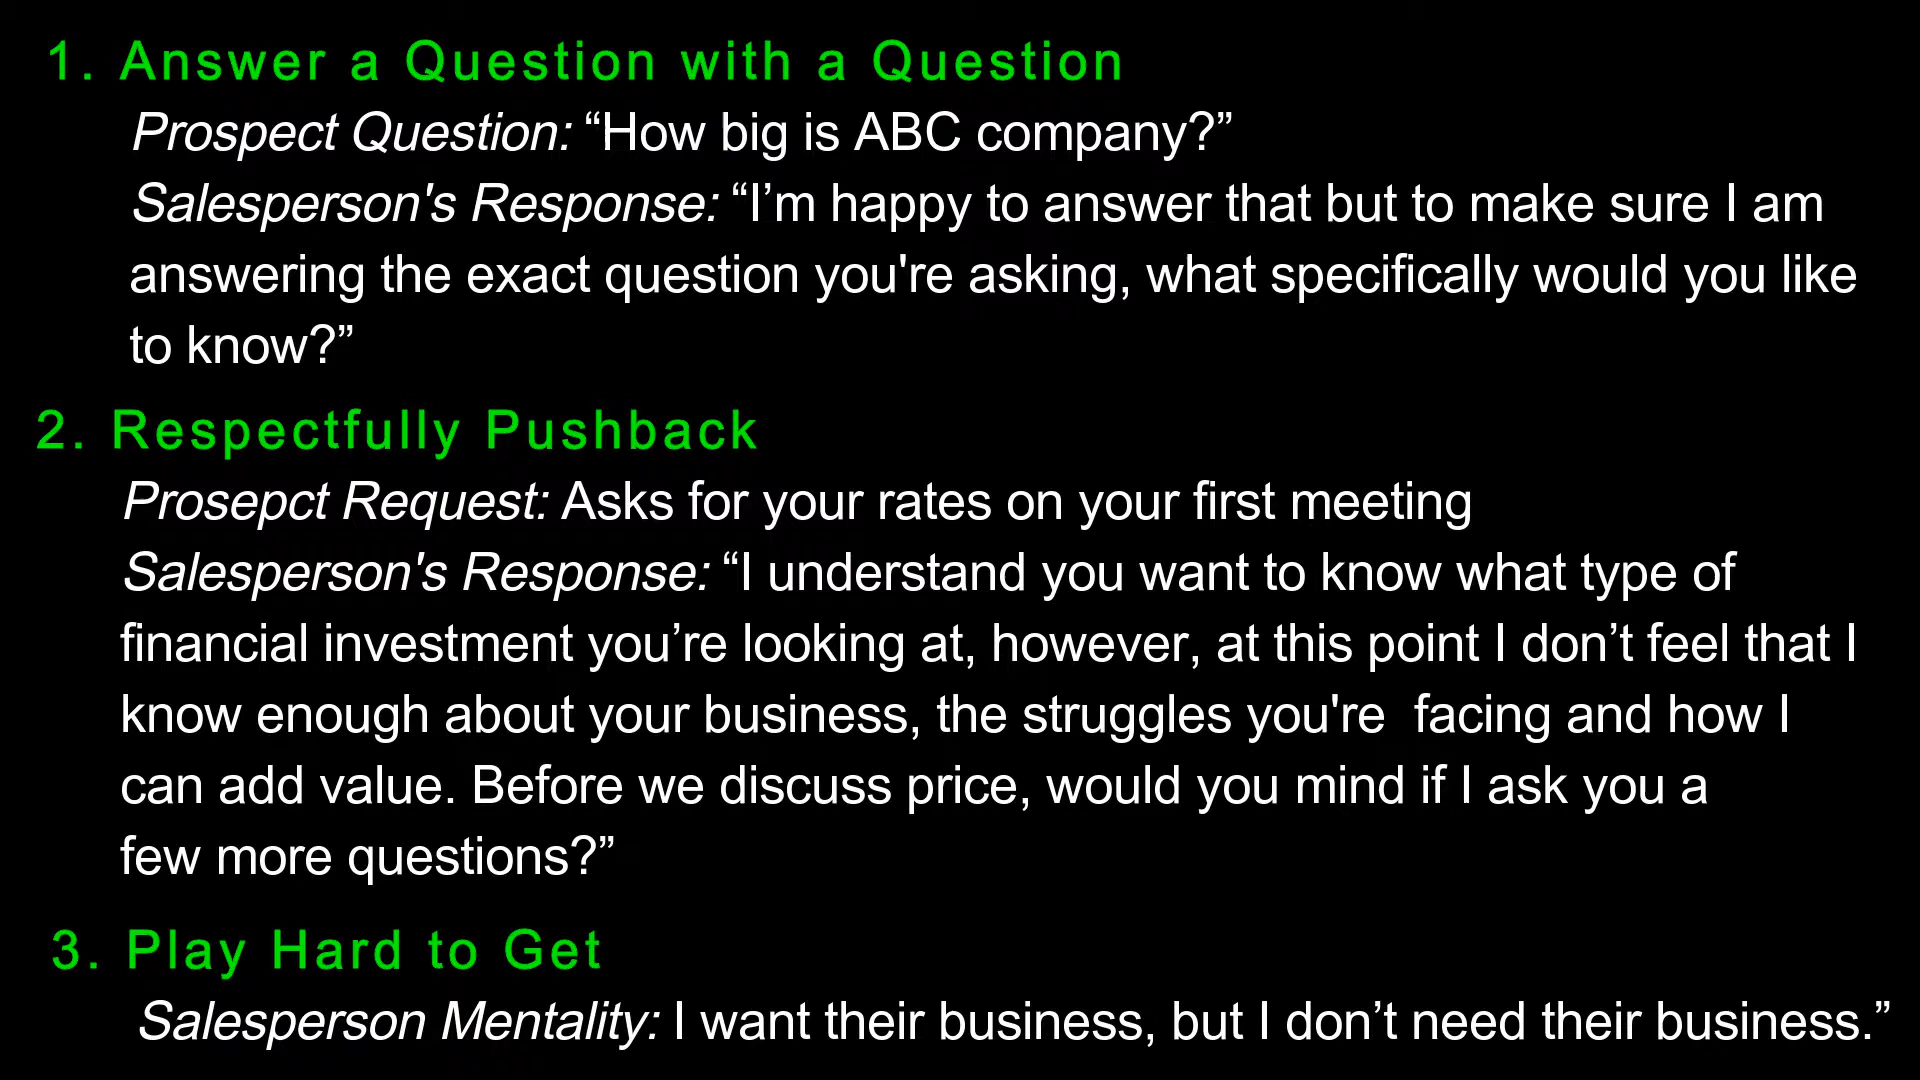 1. Answer a Question with a Question
Prospect Question: “How big is ABC company?”
Salesperson's Response: “I’m happy to answer that but to make sure I am
answering the exact question you're asking, what specifically would you like
to know?”
2. Respectfully Pushback
Prosepct Request: Asks for your rates on your first meeting
Salesperson's Response: “I understand you want to know what type of
financial investment you’re looking at, however, at this point I don’t feel that I
know enough about your business, the struggles you're  facing and how I
can add value. Before we discuss price, would you mind if I ask you a
few more questions?”
3. Play Hard to Get
Salesperson Mentality: I want their business, but I don’t need their business.”